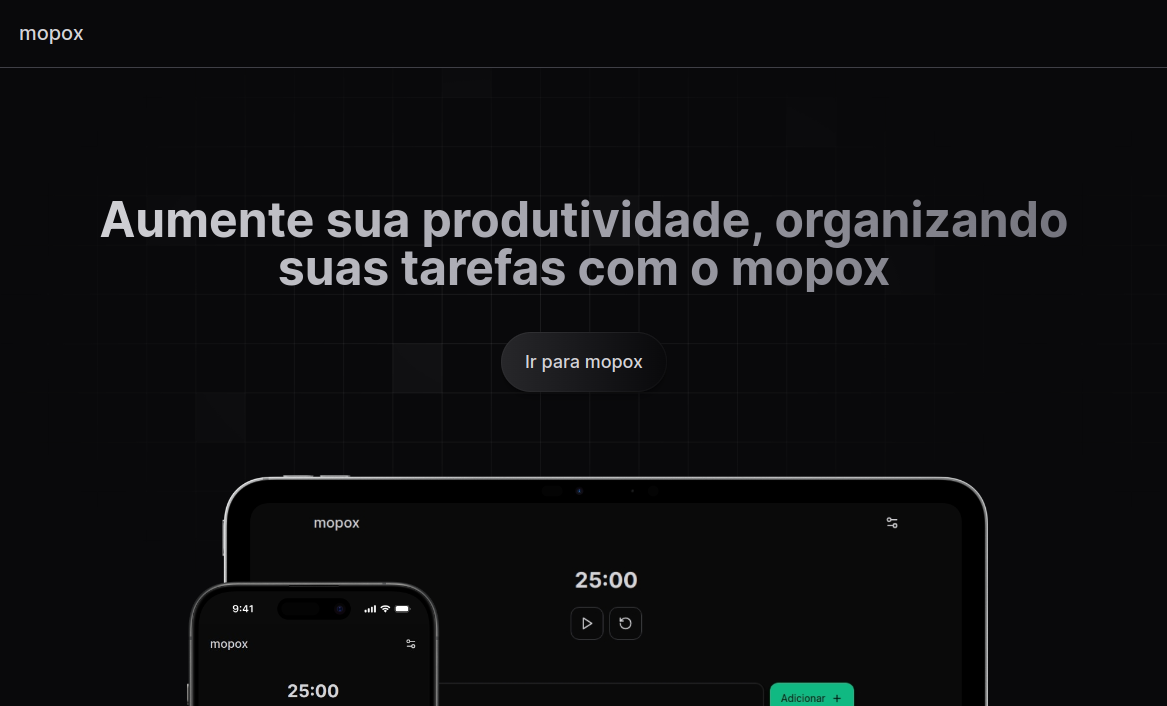 mopox
Aumente sua produtividade, organizando
suas tarefas com o mopox
Ir para mopox
mopox
25:00
9:41
mopox
25:00
Adicionar +